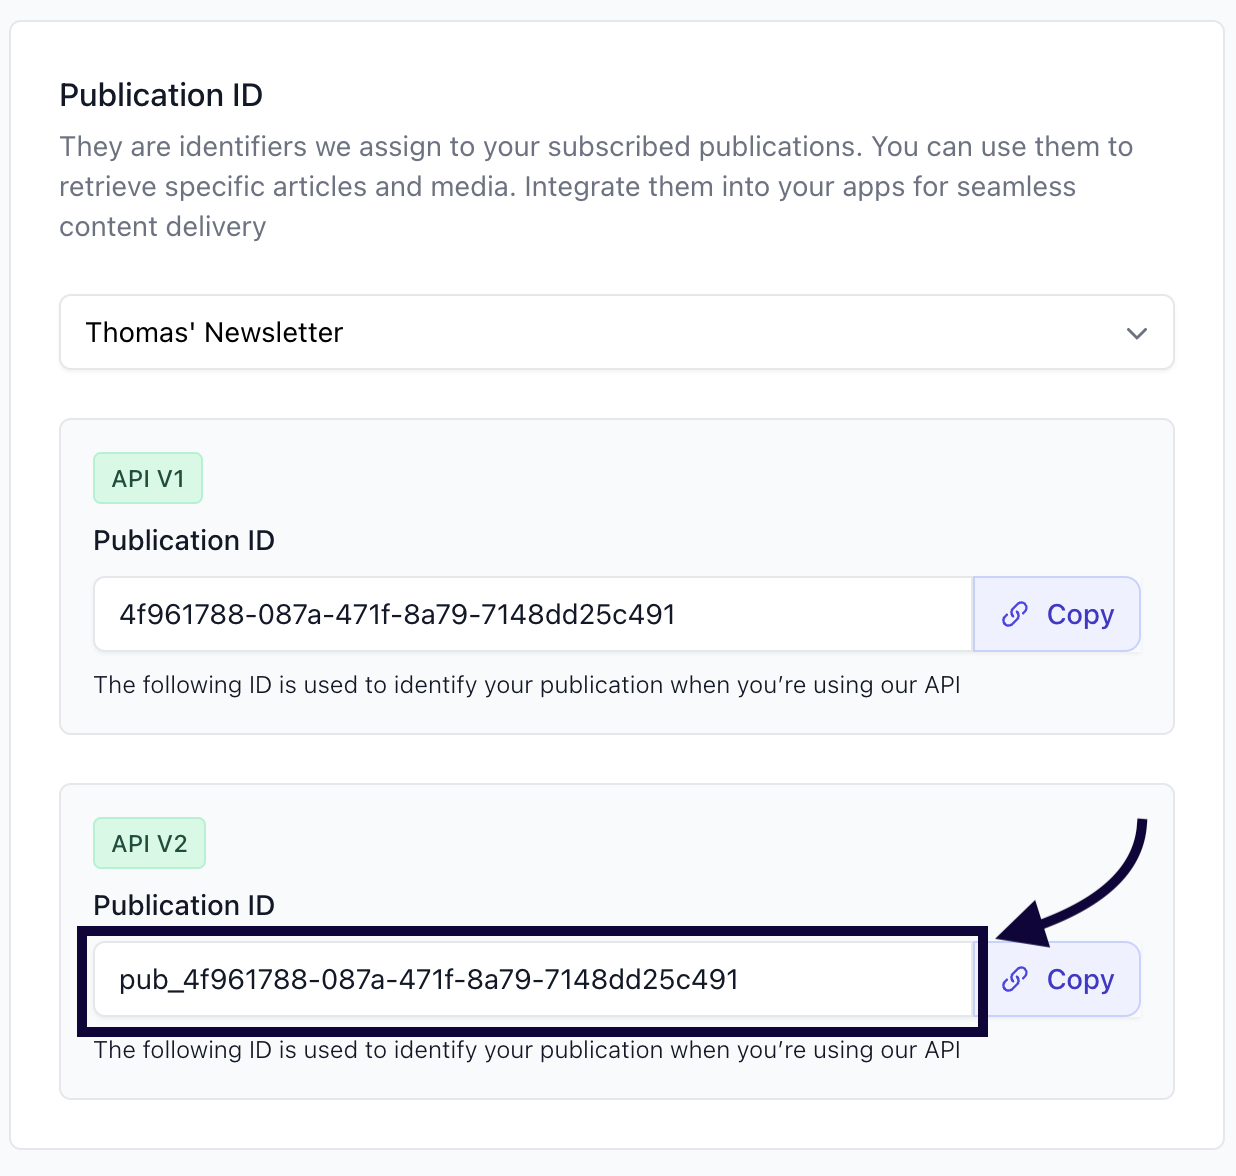 Publication ID
They are identifiers we assign to your subscribed publications. You can use them to
retrieve specific articles and media. Integrate them into your apps for seamless
content delivery
Thomas' Newsletter
API V1
Publication ID
4f961788-087a-471f-8a79-7148dd25c491
Copy
The following ID is used to identify your publication when you’re using our API
API V2
Publication ID
pub_4f961788-087a-471f-8a79-7148dd25c491
Copy
The following ID is used to identify your publication when you’re using our API